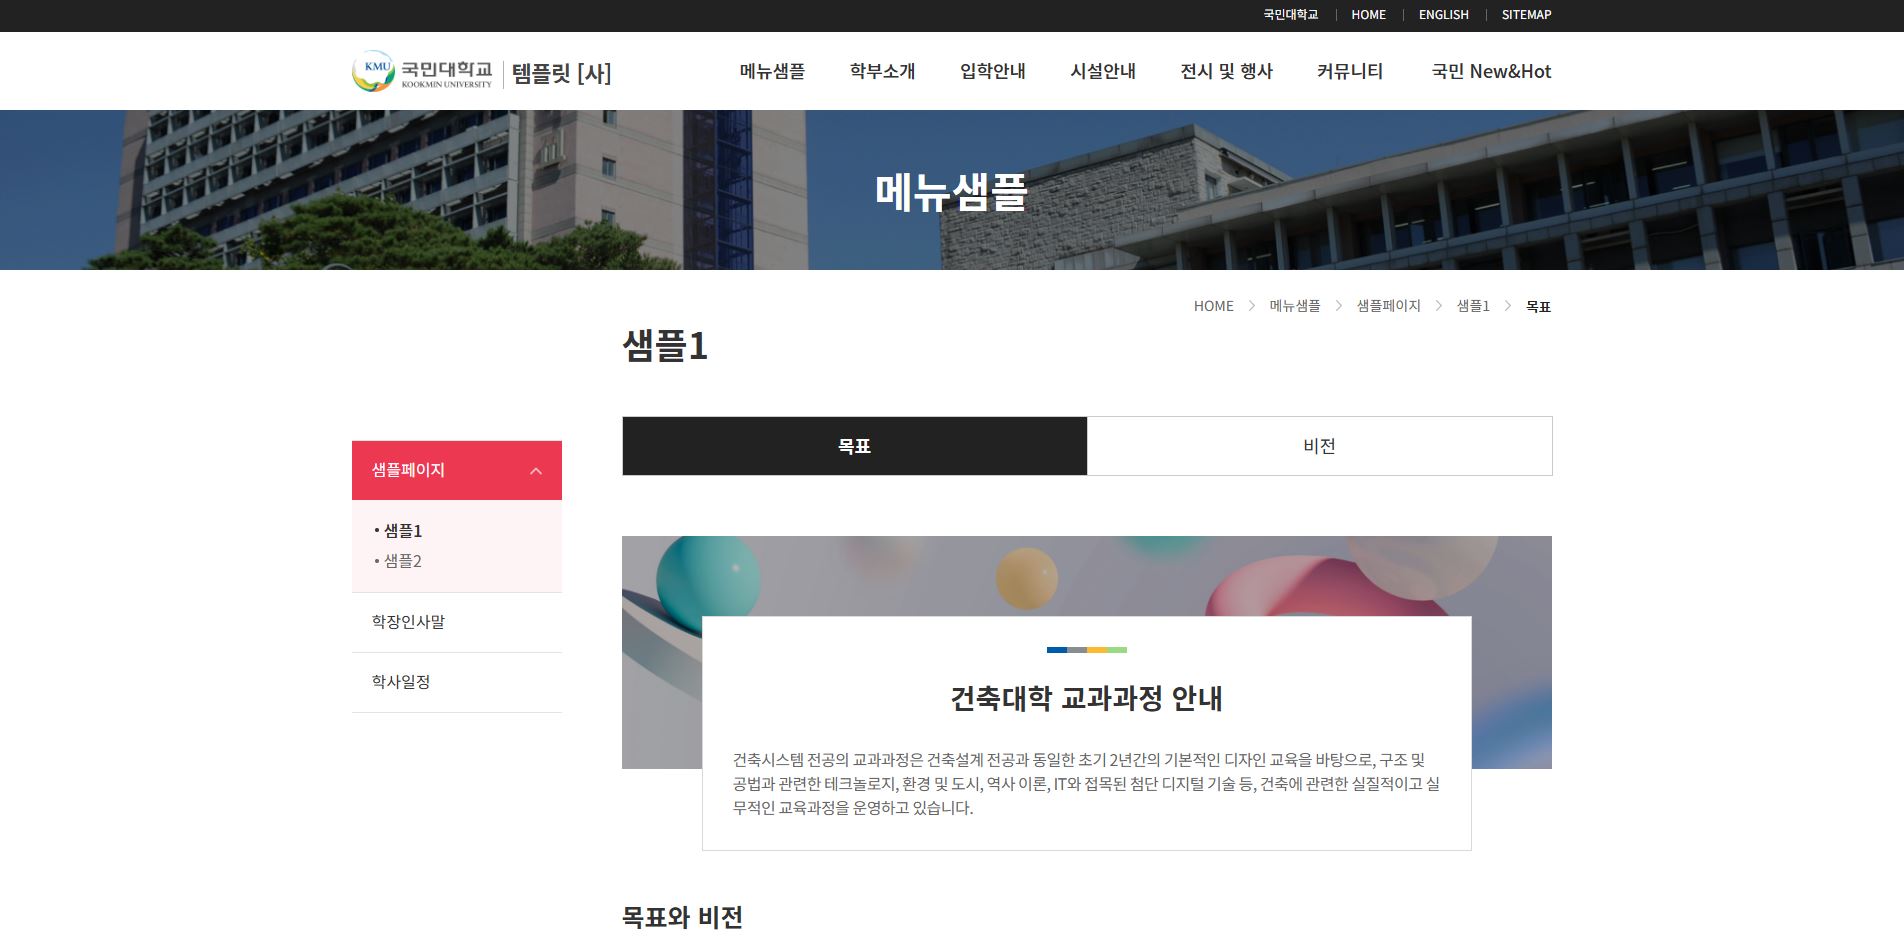 국민대학교 HOME ENGLISH SITEMAP
KMU 국민대학교 KOOKMIN UNIVERSITY 템플릿 [사]
메뉴샘플 학부소개 입학안내 시설안내 전시 및 행사 커뮤니티 국민 New&Hot
메뉴샘플
HOME > 메뉴샘플 > 샘플페이지 > 샘플1 > 목표
샘플1
목표 비전
샘플페이지
• 샘플1
• 샘플2
학장인사말
학사일정
건축대학 교과과정 안내
건축시스템 전공의 교과과정은 건축설계 전공과 동일한 초기 2년간의 기본적인 디자인 교육을 바탕으로, 구조 및
공법과 관련한 테크놀로지, 환경 및 도시, 역사 이론, IT와 접목된 첨단 디지털 기술 등, 건축에 관련한 실질적이고 실
무적인 교육과정을 운영하고 있습니다.
목표와 비전